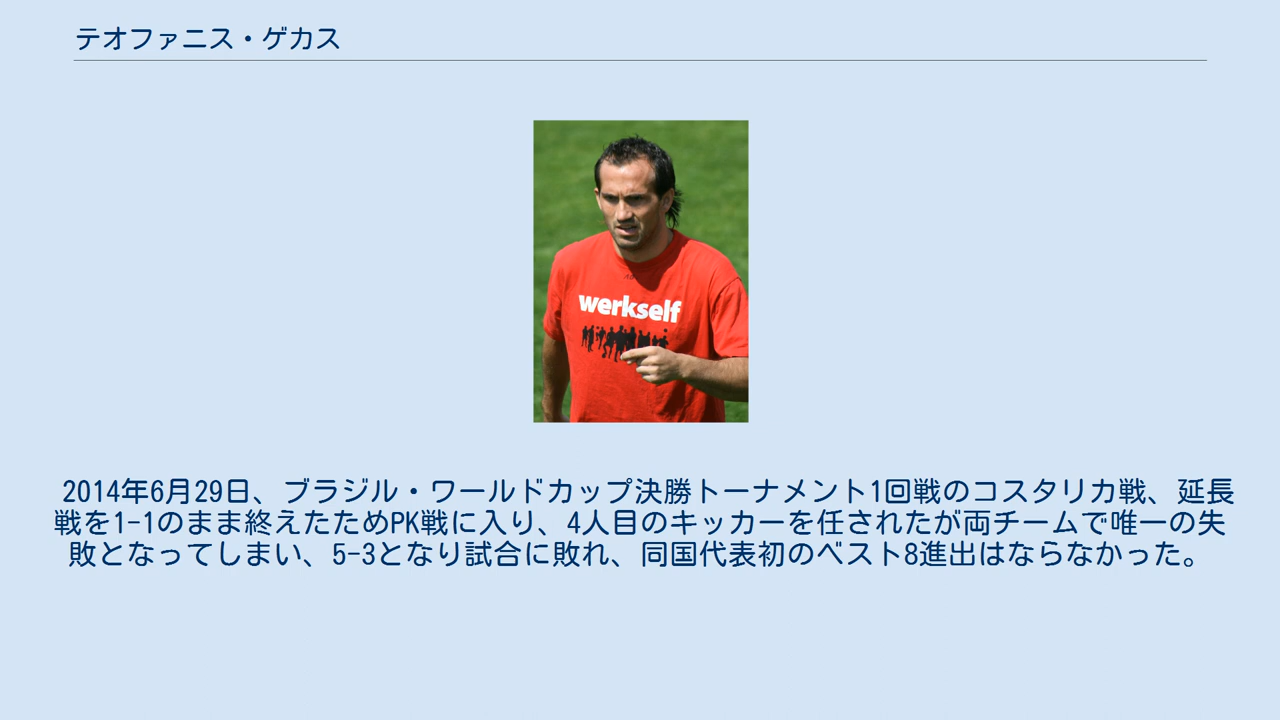 テオファニス・ゲカス
werkself
2014年6月29日、ブラジル・ワールドカップ決勝トーナメント1回戦のコスタリカ戦、延長
戦を1-1のまま終えたためPK戦に入り、4人目のキッカーを任されたが両チームで唯一の失
敗となってしまい、5-3となり試合に敗れ、同国代表初のベスト8進出はならなかった。